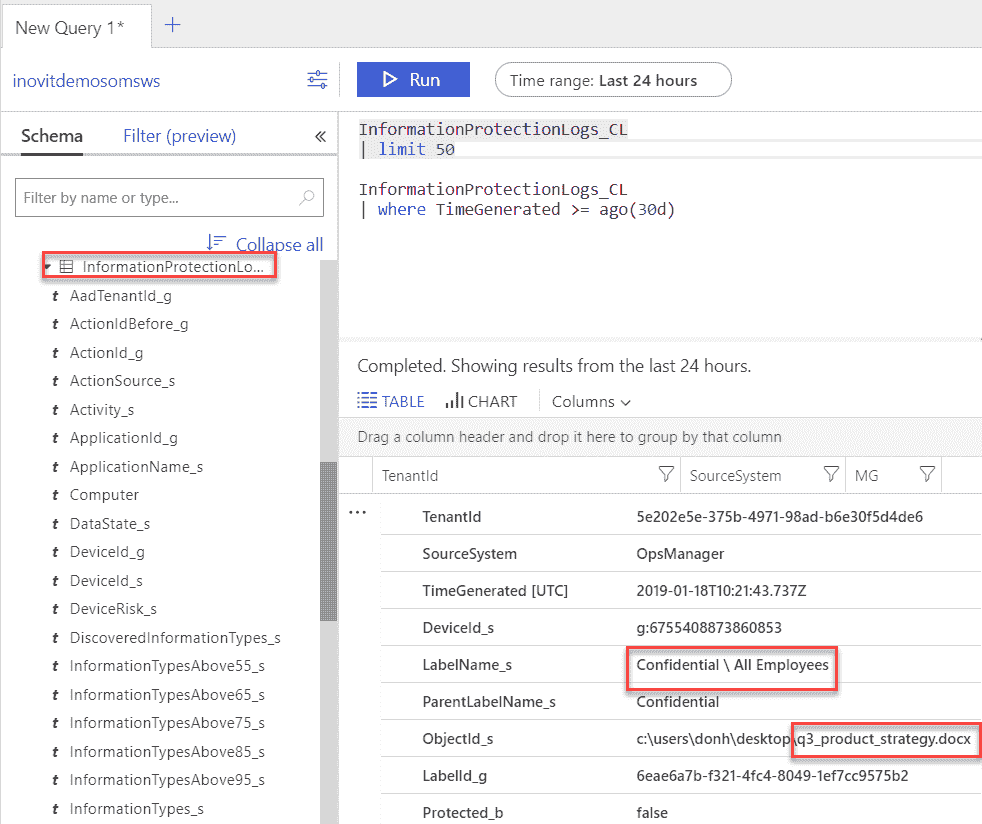 New Query 1* +
inovitdemosomsws
Run
Time range: Last 24 hours
Schema
Filter (preview)
«
Filter by name or type...
Collapse all
InformationProtectionLo...
t AadTenantId_g
t ActionIdBefore_g
t ActionId_g
t ActionSource_s
t Activity_s
t ApplicationId_g
t ApplicationName_s
t Computer
t DataState_s
t DeviceId_g
t DeviceId_s
t DeviceRisk_s
t DiscoveredInformationTypes_s
t InformationTypesAbove55_s
t InformationTypesAbove65_s
t InformationTypesAbove75_s
t InformationTypesAbove85_s
t InformationTypesAbove95_s
t InformationTypes_s
InformationProtectionLogs_CL
| limit 50
InformationProtectionLogs_CL
| where TimeGenerated >= ago(30d)
Completed. Showing results from the last 24 hours.
TABLE CHART Columns
Drag a column header and drop it here to group by that column
TenantId SourceSystem MG
... TenantId 5e202e5e-375b-4971-98ad-b6e30f5d4de6
SourceSystem OpsManager
TimeGenerated [UTC] 2019-01-18T10:21:43.737Z
DeviceId_s g:6755408873860853
LabelName_s Confidential \ All Employees
ParentLabelName_s Confidential
ObjectId_s c:\users\donh\desktop\q3_product_strategy.docx
LabelId_g 6eae6a7b-f321-4fc4-8049-1ef7cc9575b2
Protected_b false